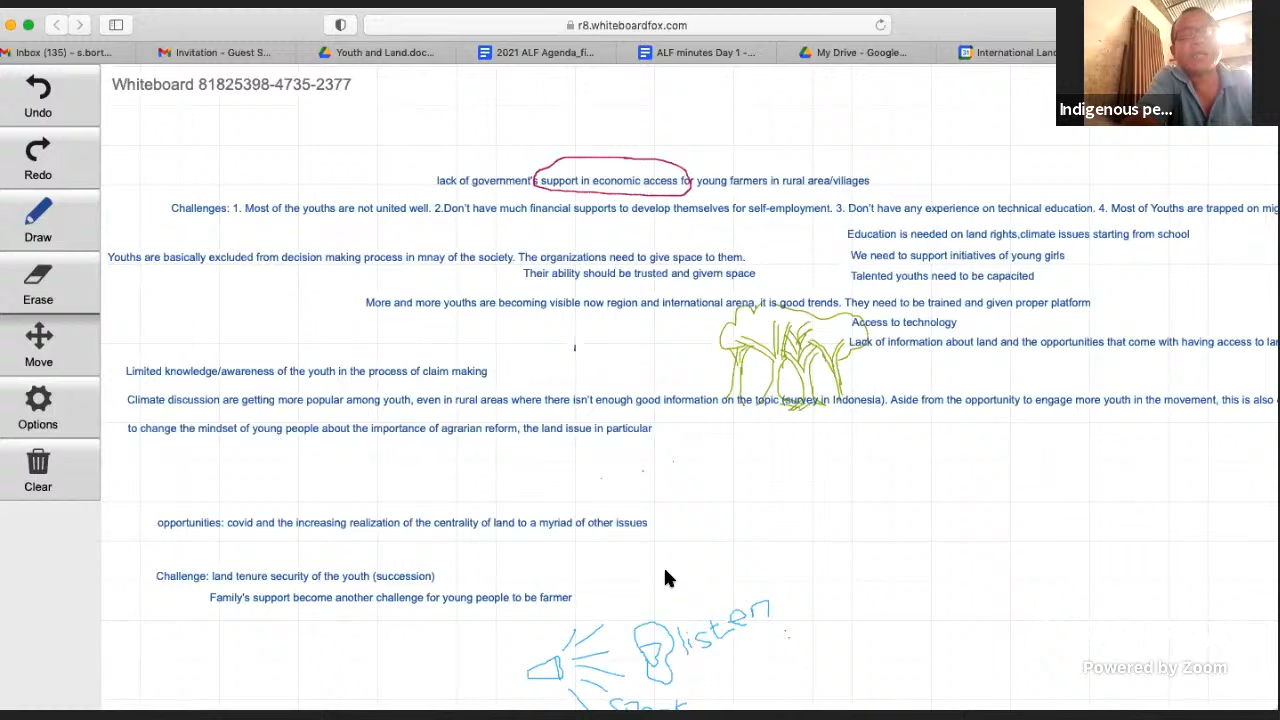 r8.whiteboardfox.com
Inbox (135) – s.bort...
Invitation - Guest S...
Youth and Land.doc...
2021 ALF Agenda_fi...
ALF minutes Day 1 -...
My Drive - Google...
International Lan
Indigenous pe...
Whiteboard 81825398-4735-2377
Undo
Redo
Draw
Erase
Move
Options
Clear
lack of government's support in economic access for young farmers in rural area/vilages
Challenges: 1. Most of the youths are not united well. 2.Don't have much financial supports to develop themselves for self-employment. 3. Don't have any experience on technical education. 4. Most of Youths are trapped on mig
Education is needed on land rights,climate issues starting from school
Youths are basically excluded from decision making process in mnay of the society. The organizations need to give space to them.
We need to support initiatives of young girls
Their ability should be trusted and givem space
Talented youths need to be capacited
More and more youths are becoming visible now region and international arena, it is good trends. They need to be trained and given proper platform
Access to technology
Lack of information about land and the opportunities that come with having access to lan
Limited knowledge/awareness of the youth in the process of claim making
Climate discussion are getting more popular among youth, even in rural areas where there isn't enough good information on the topic (survey in Indonesia). Aside from the opportunity to engage more youth in the movement, this is also
to change the mindset of young people about the importance of agrarian reform, the land issue in particular
opportunities: covid and the increasing realization of the centrality of land to a myriad of other issues
Challenge: land tenure security of the youth (succession)
Family's support become another challenge for young people to be farmer
listen
Powered by Zoom